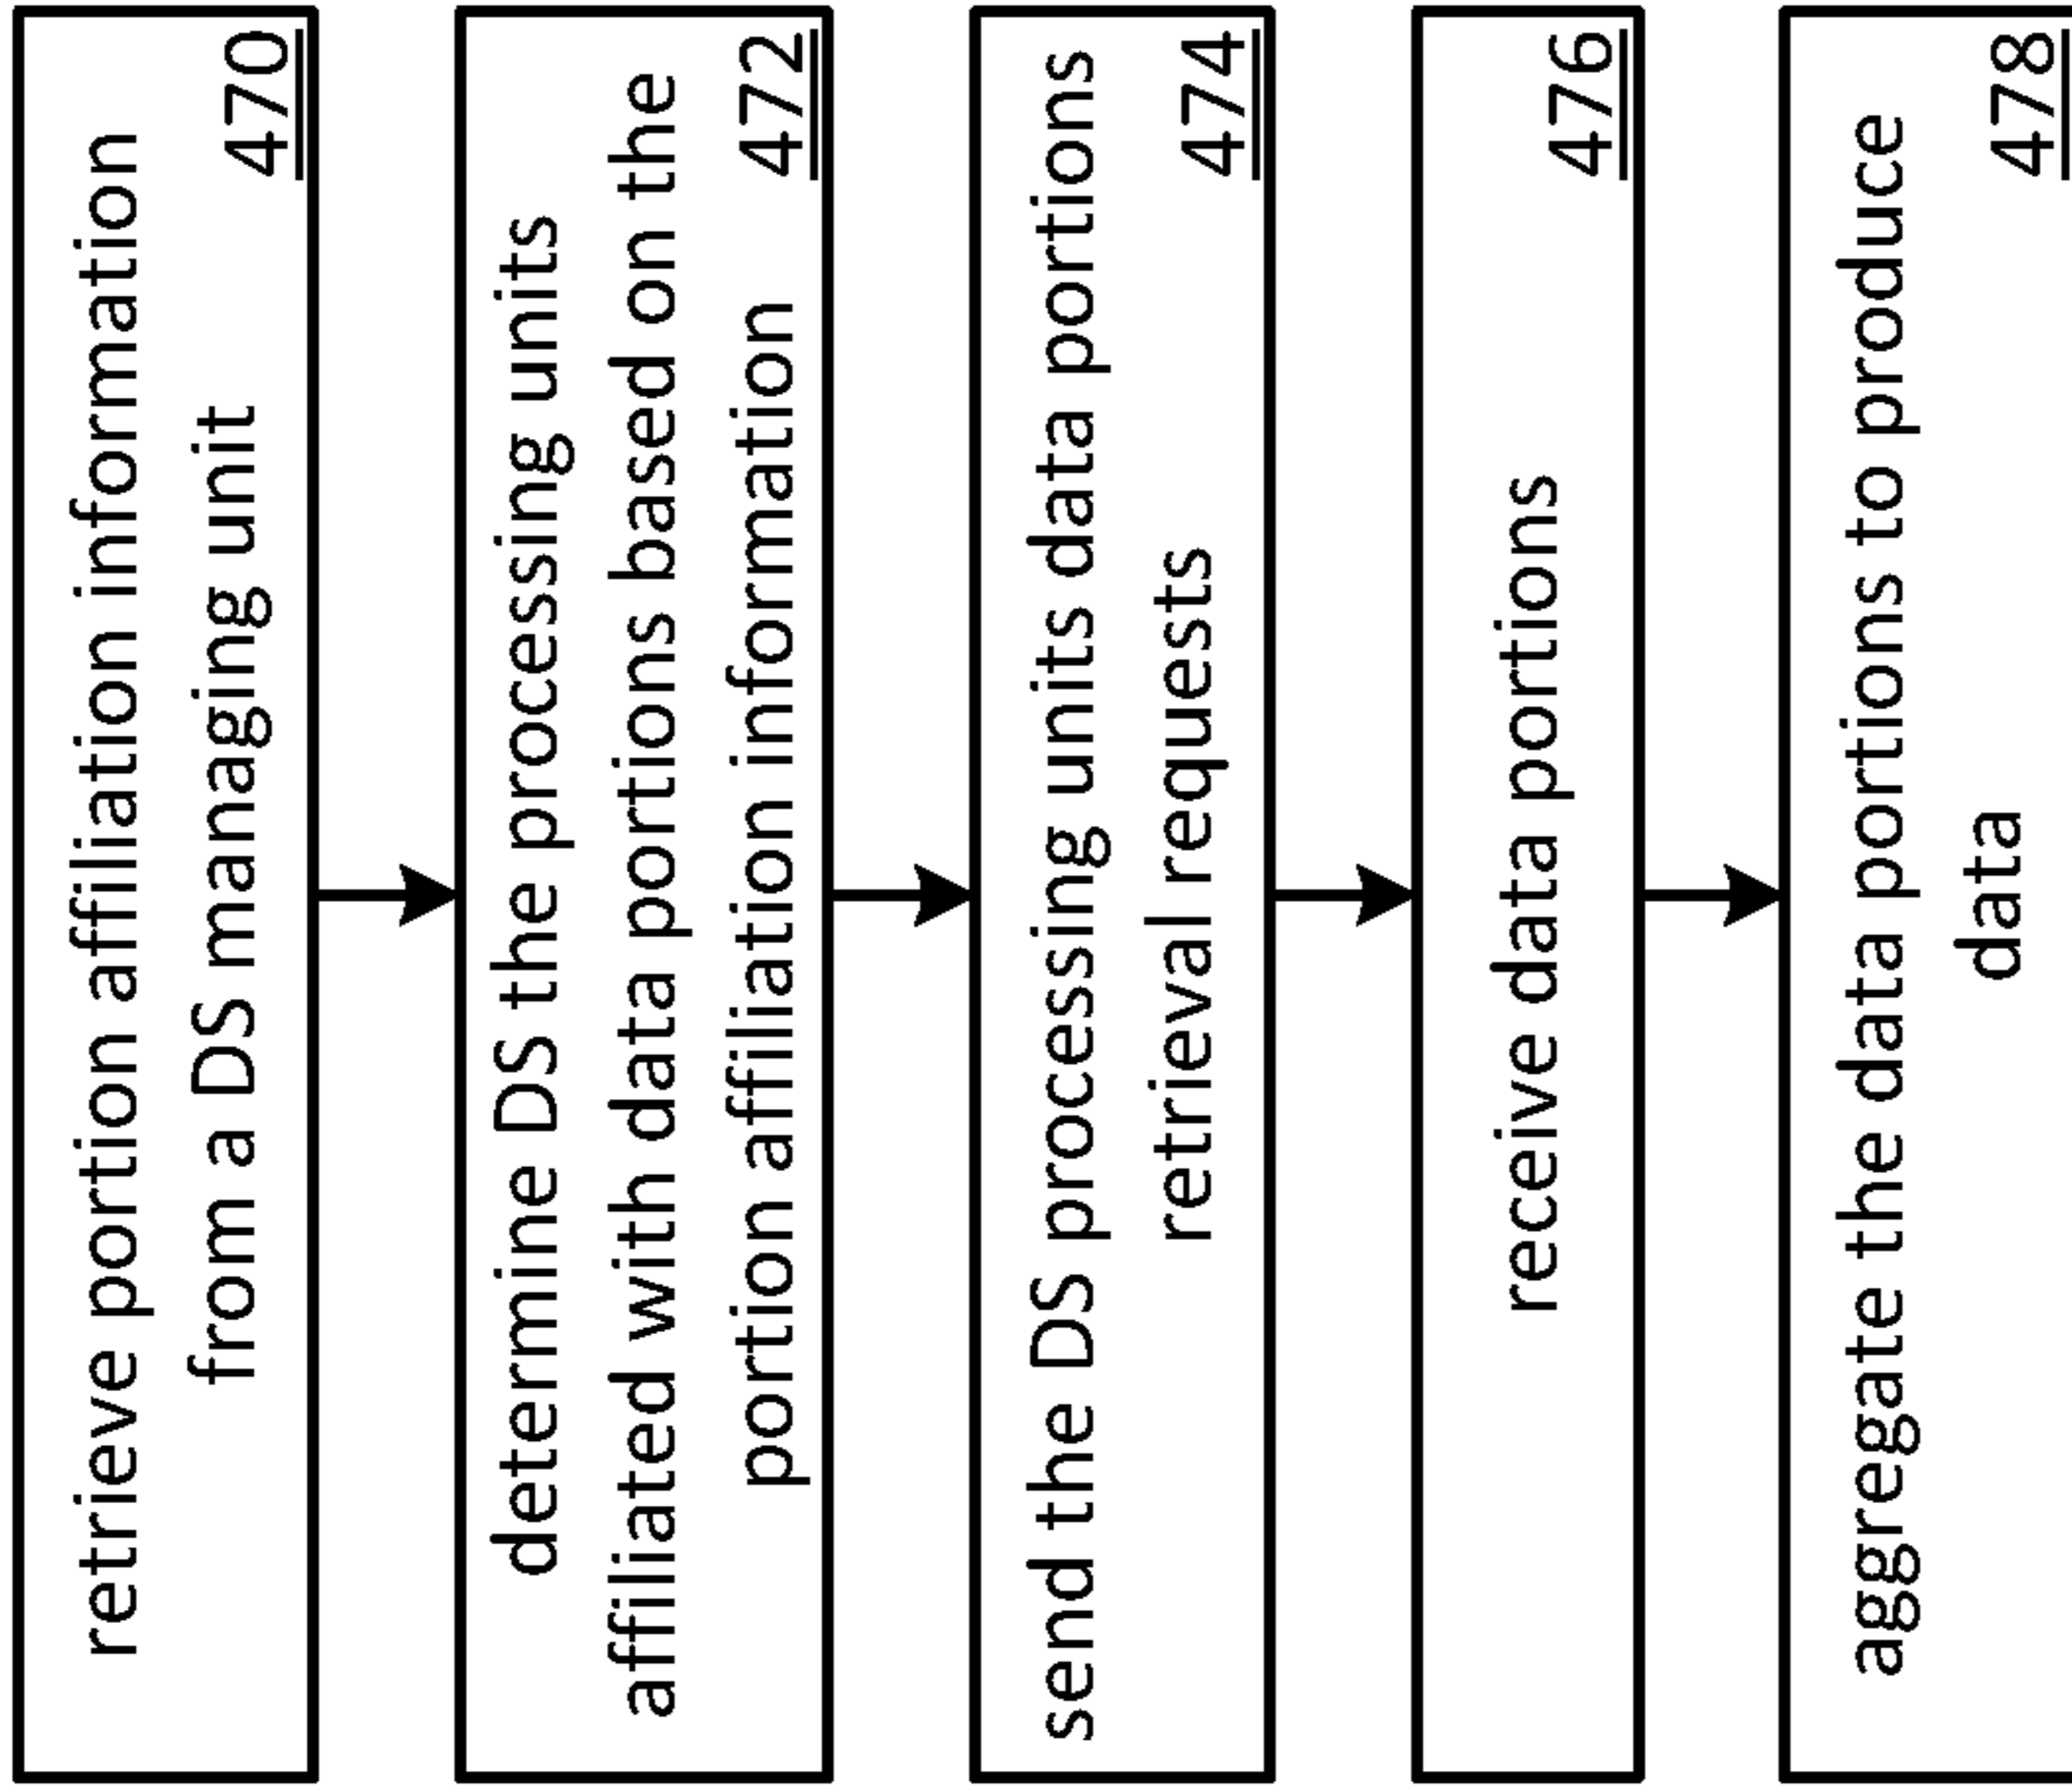 retrieve portion affiliation information
from a DS managing unit
470
determine DS the processing units
affiliated with data portions based on the
portion affiliation information
472
send the DS processing units data portions
retrieval requests
474
receive data portions
476
aggregate the data portions to produce
data
478